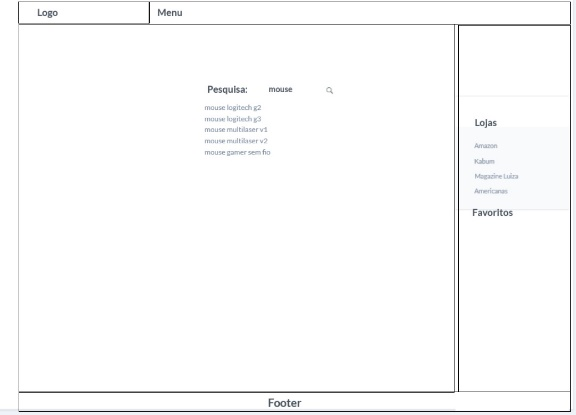 Logo
Menu
Pesquisa: mouse
mouse logitech g2
mouse logitech g3
mouse multilaser v1
mouse multilaser v2
mouse gamer sem fio
Lojas
Amazon
Kabum
Magazine Luiza
Americanas
Favoritos
Footer